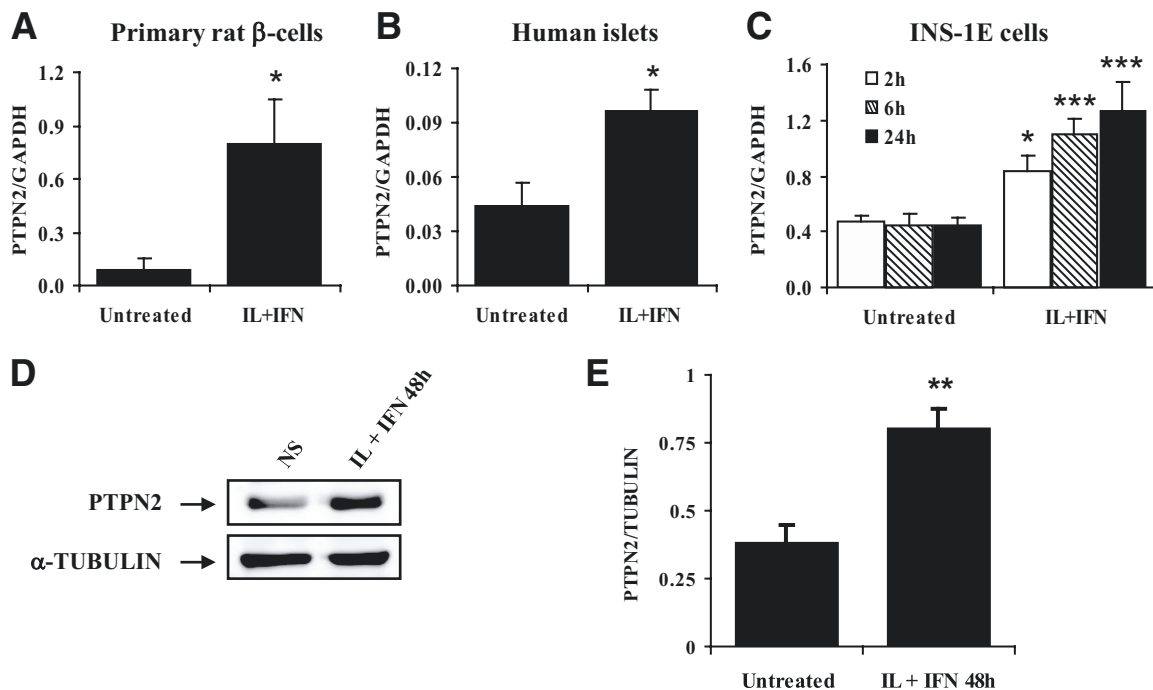 A
Primary rat β-cells
PTPN2/GAPDH
1.2
0.9
0.6
0.3
0.0
*
Untreated
IL+IFN
B
Human islets
PTPN2/GAPDH
0.12
0.09
0.06
0.03
0.00
*
Untreated
IL+IFN
C
INS-1E cells
PTPN2/GAPDH
1.6
1.2
0.8
0.4
0.0
2h
6h
24h
*
***
***
Untreated
IL+IFN
D
NS
IL + IFN 48h
PTPN2
α-TUBULIN
E
PTPN2/TUBULIN
1
0.75
0.5
0.25
0
**
Untreated
IL + IFN 48h